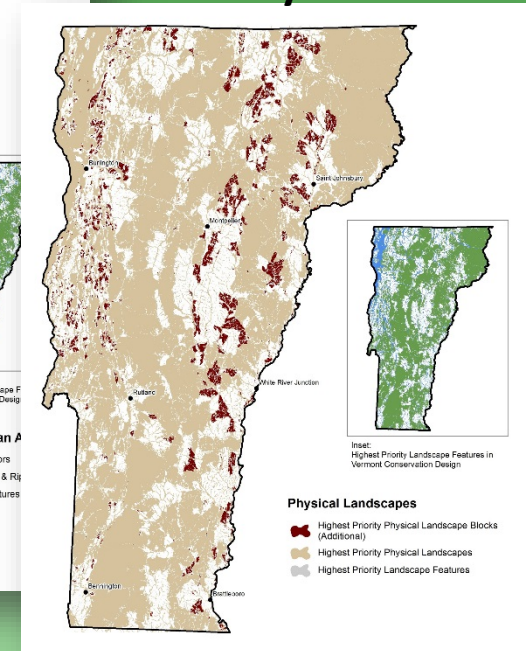 Burlington
Saint Johnsbury
Montpelier
White River Junction
Rutland
Bennington
Brattleboro
Inset:
Highest Priority Landscape Features in
Vermont Conservation Design
Physical Landscapes
Highest Priority Physical Landscape Blocks
(Additional)
Highest Priority Physical Landscapes
Highest Priority Landscape Features